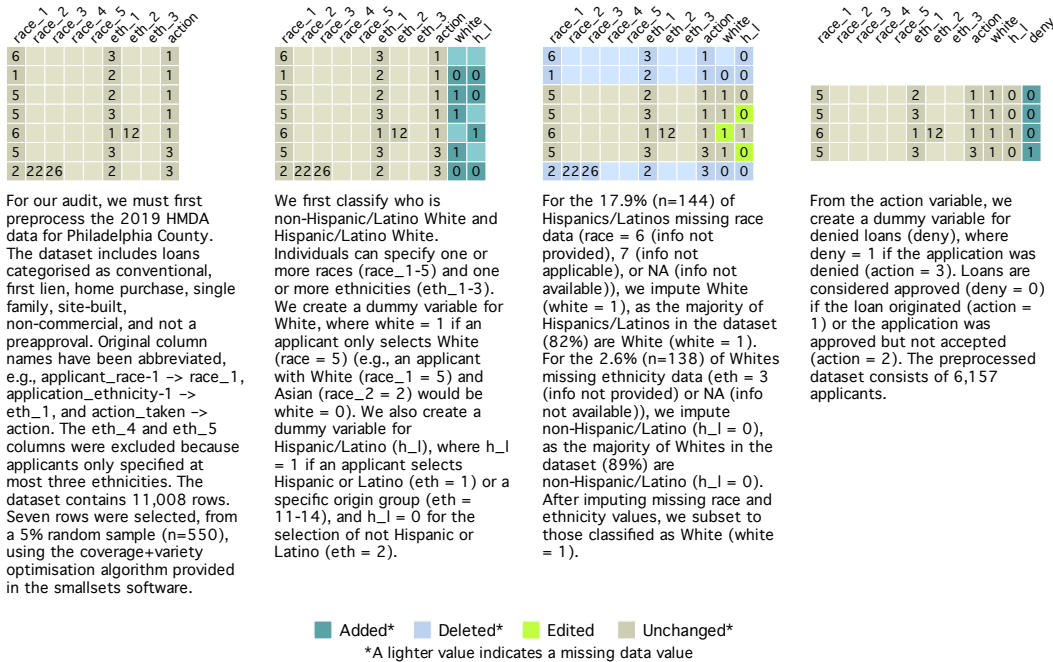 race_1 race_2 race_3 race_4 race_5 eth_1 eth_2 eth_3 action
6 3 1
1 2 1
5 2 1
5 3 1
6 1 12 1
5 3 3
2 22 26 2 3
For our audit, we must first
preprocess the 2019 HMDA
data for Philadelphia County.
The dataset includes loans
categorised as conventional,
first lien, home purchase, single
family, site-built,
non-commercial, and not a
preapproval. Original column
names have been abbreviated,
e.g., applicant_race-1 -> race_1,
application_ethnicity-1 ->
eth_1, and action_taken ->
action. The eth_4 and eth_5
columns were excluded because
applicants only specified at
most three ethnicities. The
dataset contains 11,008 rows.
Seven rows were selected, from
a 5% random sample (n=550),
using the coverage+variety
optimisation algorithm provided
in the smallsets software.
race_1 race_2 race_3 race_4 race_5 eth_1 eth_2 eth_3 action white h_l
6 3 1
1 2 1 0 0
5 2 1 1 0
5 3 1 1
6 1 12 1 1
5 3 3 1
2 22 26 2 3 0 0
We first classify who is
non-Hispanic/Latino White and
Hispanic/Latino White.
Individuals can specify one or
more races (race_1-5) and one
or more ethnicities (eth_1-3).
We create a dummy variable for
White, where white = 1 if an
applicant only selects White
(race = 5) (e.g., an applicant
with White (race_1 = 5) and
Asian (race_2 = 2) would be
white = 0). We also create a
dummy variable for
Hispanic/Latino (h_l), where h_l
= 1 if an applicant selects
Hispanic or Latino (eth = 1) or a
specific origin group (eth =
11-14), and h_l = 0 for the
selection of not Hispanic or
Latino (eth = 2).
race_1 race_2 race_3 race_4 race_5 eth_1 eth_2 eth_3 action white h_l
6 3 1 0
1 2 1 0 0
5 2 1 1 0
5 3 1 1 0
6 1 12 1 1 1
5 3 3 1 0
2 22 26 2 3 0 0
For the 17.9% (n=144) of
Hispanics/Latinos missing race
data (race = 6 (info not
provided), 7 (info not
applicable), or NA (info not
available)), we impute White
(white = 1), as the majority of
Hispanics/Latinos in the dataset
(82%) are White (white = 1).
For the 2.6% (n=138) of Whites
missing ethnicity data (eth = 3
(info not provided) or NA (info
not available)), we impute
non-Hispanic/Latino (h_l = 0),
as the majority of Whites in the
dataset (89%) are
non-Hispanic/Latino (h_l = 0).
After imputing missing race and
ethnicity values, we subset to
those classified as White (white
= 1).
race_1 race_2 race_3 race_4 race_5 eth_1 eth_2 eth_3 action white h_l deny
5 2 1 1 0 0
5 3 1 1 0 0
6 1 12 1 1 1 0
5 3 3 1 0 1
From the action variable, we
create a dummy variable for
denied loans (deny), where
deny = 1 if the application was
denied (action = 3). Loans are
considered approved (deny = 0)
if the loan originated (action =
1) or the application was
approved but not accepted
(action = 2). The preprocessed
dataset consists of 6,157
applicants.
Added* Deleted* Edited Unchanged*
*A lighter value indicates a missing data value